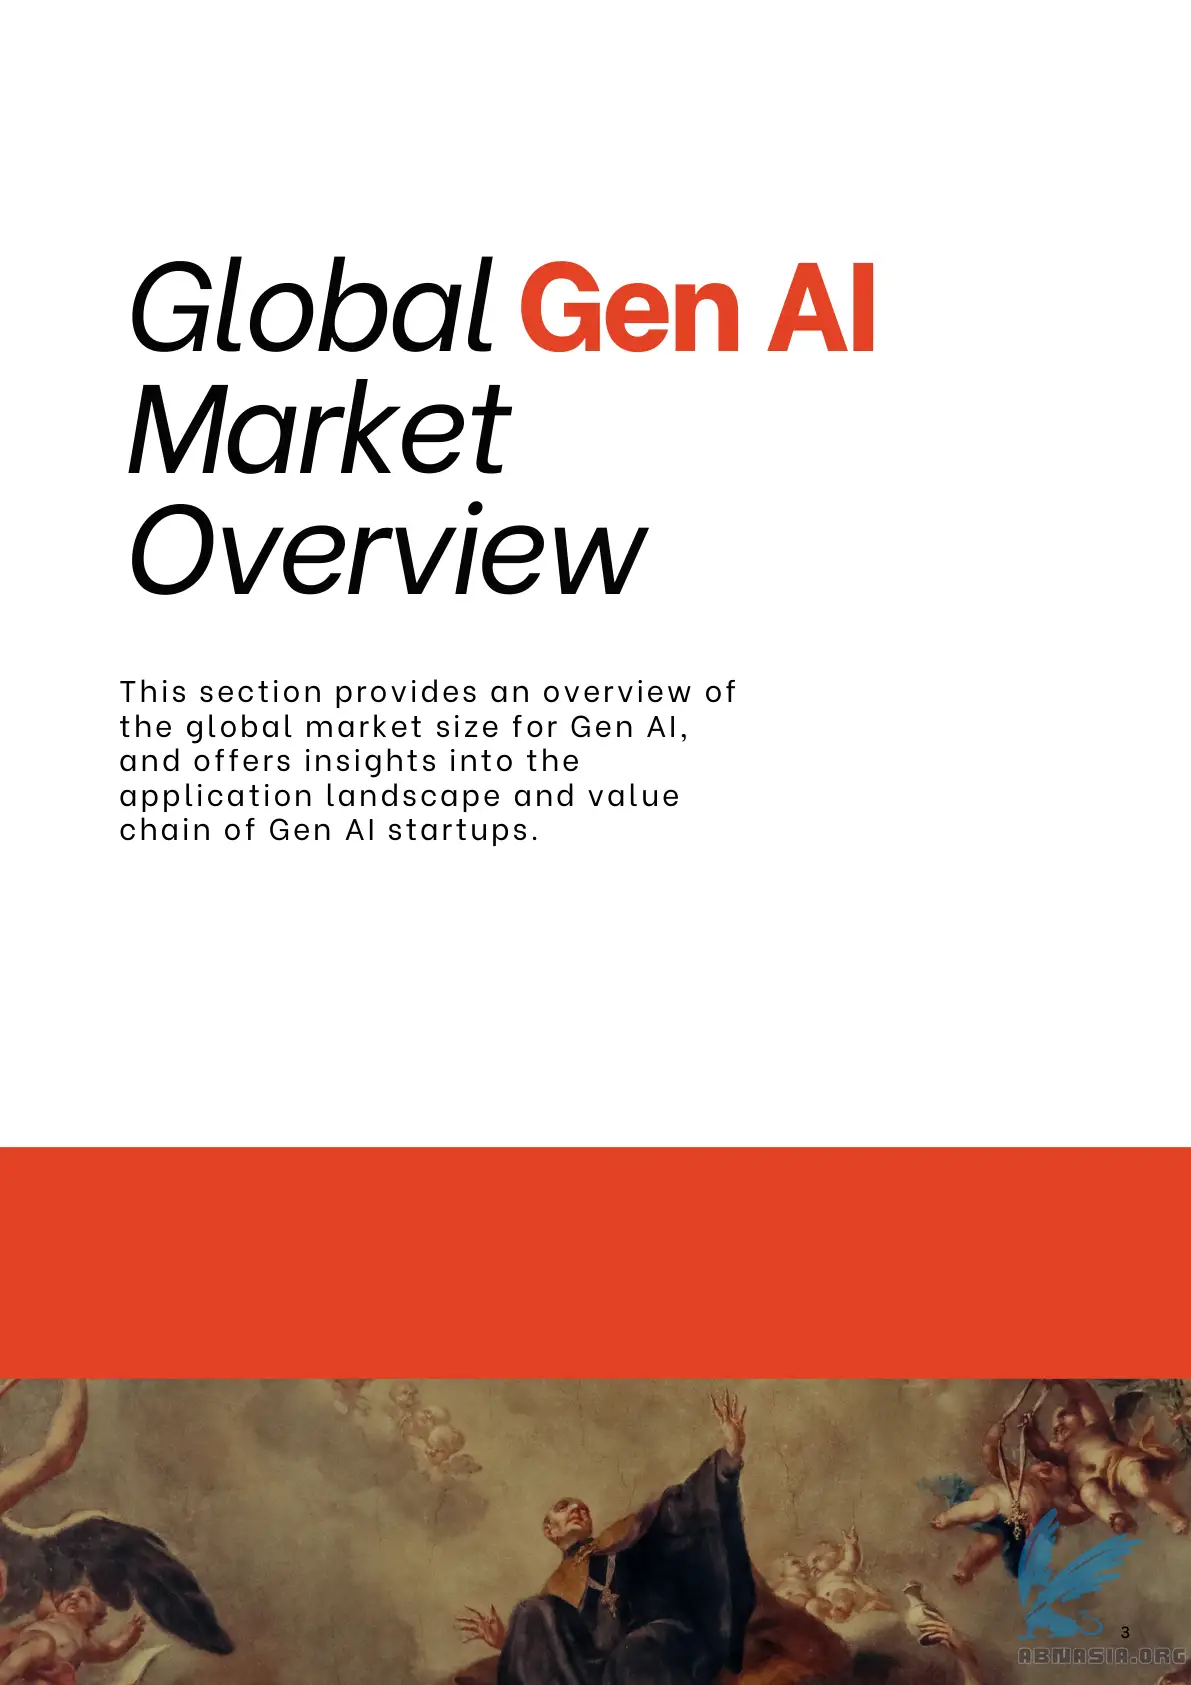 Global Gen AI
Market
Overview
This section provides an overview of
the global market size for Gen AI,
and offers insights into the
application landscape and value
chain of Gen AI startups.
3
ABNASIA.ORG